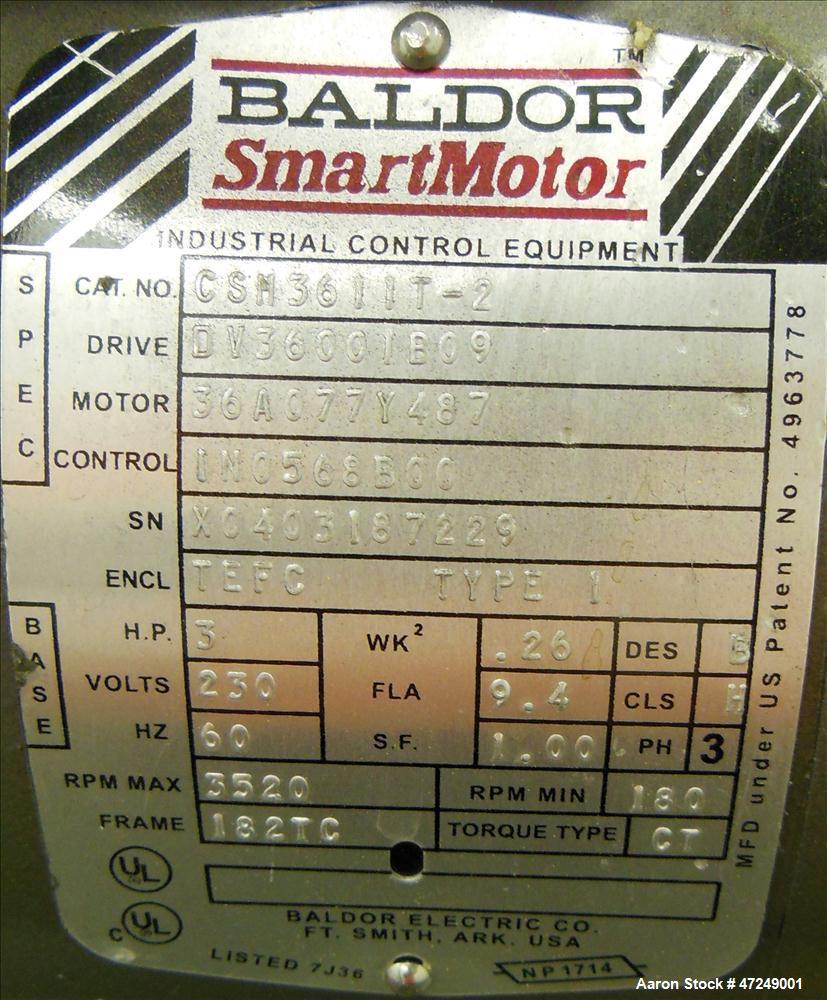 TM
BALDOR
SmartMotor
INDUSTRIAL CONTROL EQUIPMENT
SPEC
CAT. NO. CSM3611T-2
DRIVE DV36001B09
MOTOR 36A077Y487
CONTROL IN0568B00
SN X0403187229
ENCL TEFC TYPE 1
BASE
H.P. 3 WK² .26 DES B
VOLTS 230 FLA 9.4 CLS H
HZ 60 S.F. 1.00 PH 3
RPM MAX 3520 RPM MIN 180
FRAME 182TC TORQUE TYPE CT
MFD under US Patent No. 4963778
UL
C UL
BALDOR ELECTRIC CO.
FT. SMITH, ARK. USA
LISTED 7J36
NP1714
Aaron Stock # 47249001